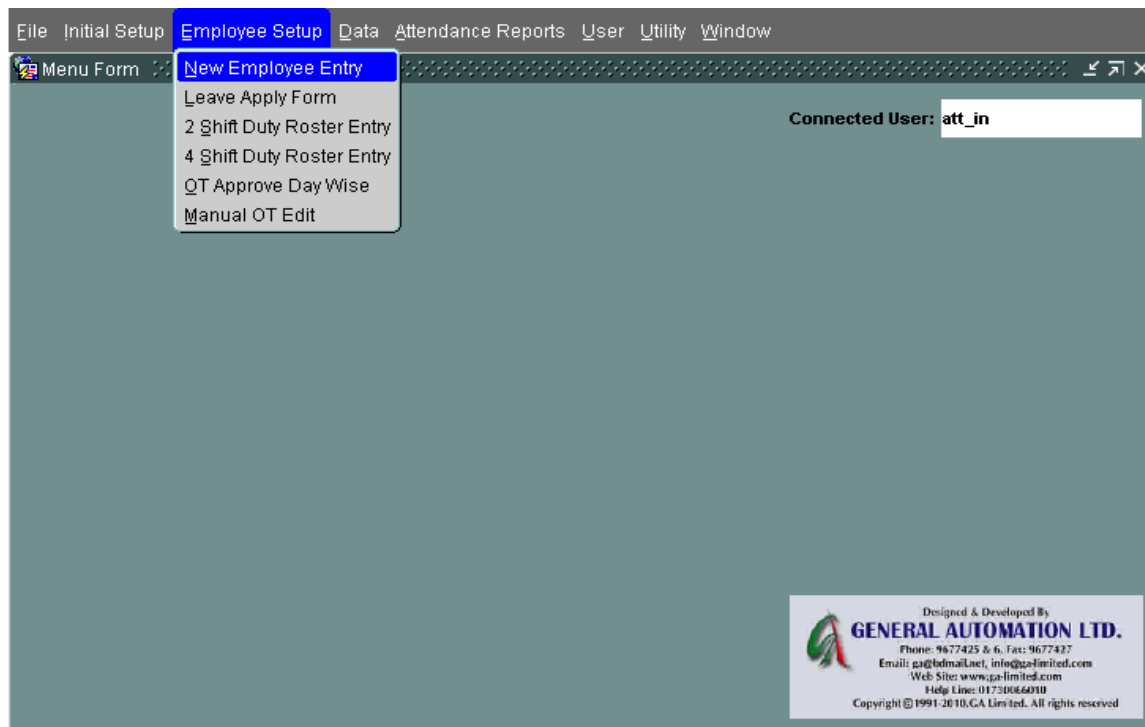 File Initial Setup Employee Setup Data Attendance Reports User Utility Window
Menu Form
New Employee Entry
Leave Apply Form
2 Shift Duty Roster Entry
4 Shift Duty Roster Entry
OT Approve Day Wise
Manual OT Edit
Connected User: att_in
Designed & Developed By
GENERAL AUTOMATION LTD.
Phone: 9677425 & 6, Fax: 9677427
Email: ga@bdmail.net, info@ga-limited.com
Web Site: www.ga-limited.com
Help Line: 01730066010
Copyright © 1991-2010,GA Limited. All rights reserved